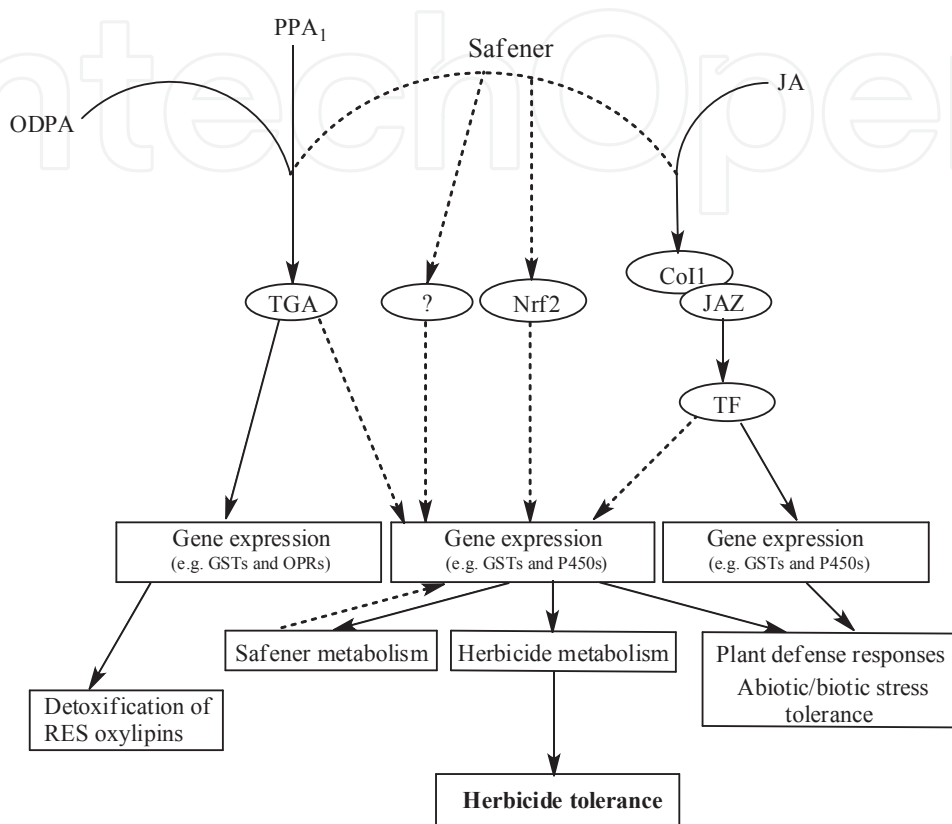 ntechOpe
PPA₁
Safener
JA
ODPA
CoI1
TGA
?
Nrf2
JAZ
TF
Gene expression
(e.g. GSTs and OPRs)
Gene expression
(e.g. GSTs and P450s)
Gene expression
(e.g. GSTs and P450s)
Safener metabolism
Herbicide metabolism
Plant defense responses
Abiotic/biotic stress
tolerance
Detoxification of
RES oxylipins
Herbicide tolerance